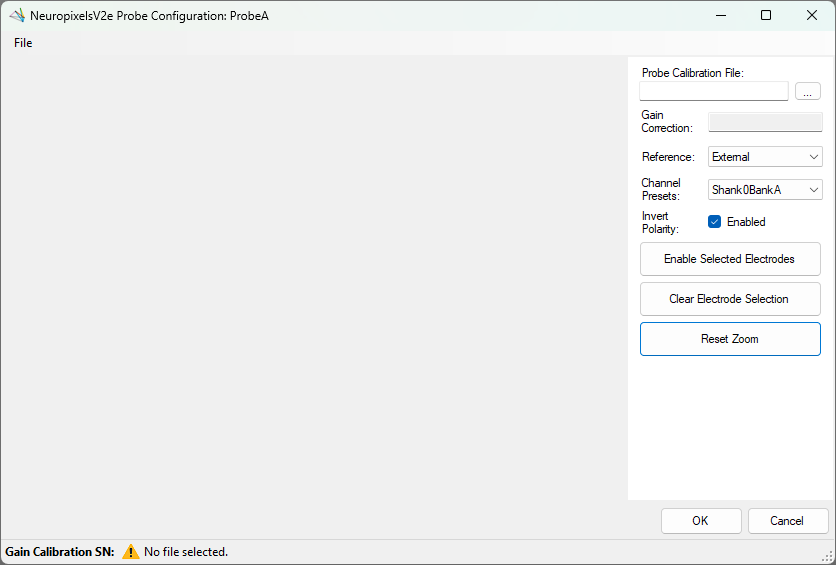 NeuropixelsV2e Probe Configuration: ProbeA
File
Probe Calibration File:
...
Gain
Correction:
Reference:
External
Channel
Presets:
Shank0BankA
Invert
Polarity:
Enabled
Enable Selected Electrodes
Clear Electrode Selection
Reset Zoom
OK
Cancel
Gain Calibration SN: No file selected.